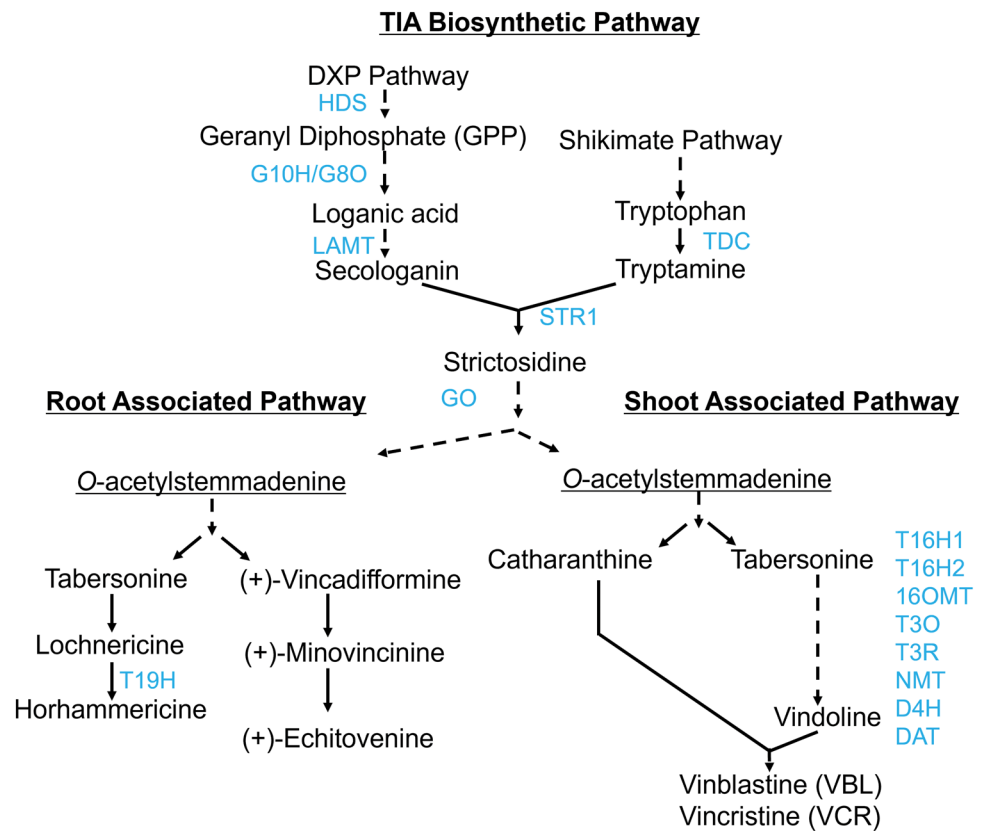 TIA Biosynthetic Pathway
DXP Pathway
HDS
Geranyl Diphosphate (GPP)
Shikimate Pathway
G10H/G8O
Loganic acid
Tryptophan
LAMT
TDC
Secologanin
Tryptamine
STR1
Strictosidine
GO
Root Associated Pathway
Shoot Associated Pathway
O-acetylstemmadenine
O-acetylstemmadenine
Tabersonine
(+)-Vincadifformine
Lochnericine
(+)-Minovincinine
T19H
Horhammericine
(+)-Echitovenine
Catharanthine
Tabersonine
T16H1
T16H2
16OMT
T3O
T3R
NMT
D4H
DAT
Vindoline
Vinblastine (VBL)
Vincristine (VCR)